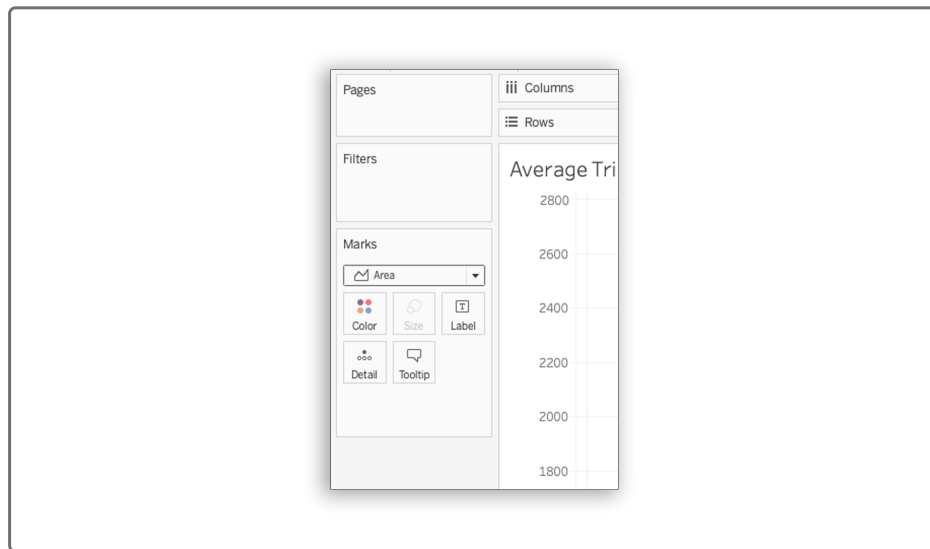 Pages
Columns
Rows
Filters
Average Tri
2800
2600
2400
2200
2000
1800
Marks
Area
Color Size Label
Detail Tooltip